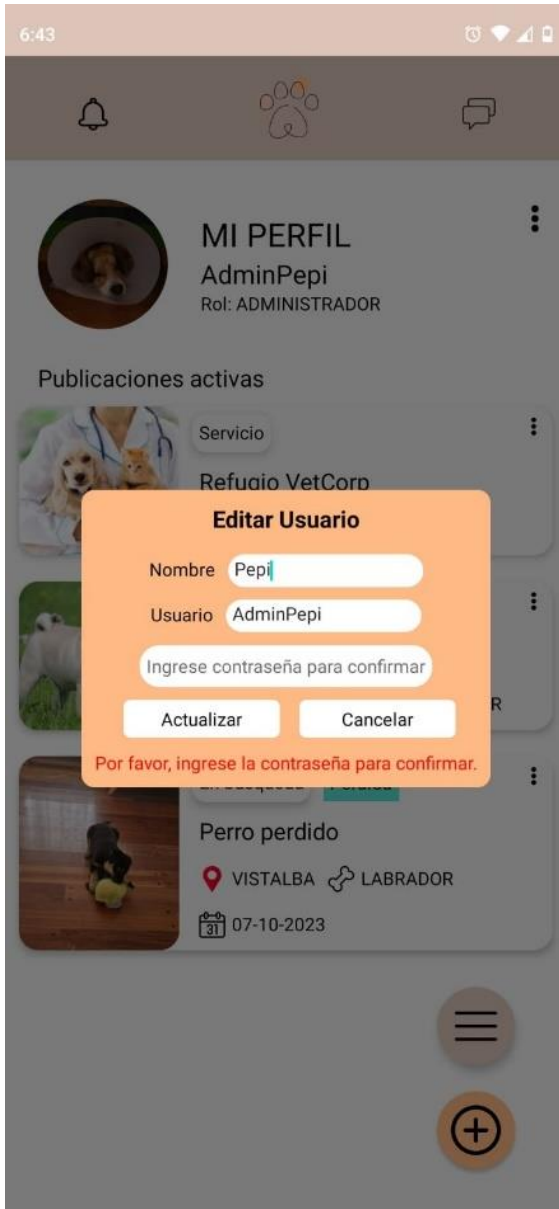 6:43
MI PERFIL
AdminPepi
Rol: ADMINISTRADOR
Publicaciones activas
Servicio
Refugio VetCorp
Editar Usuario
Nombre Pepi
Usuario AdminPepi
Ingrese contraseña para confirmar
R
Actualizar Cancelar
Por favor, ingrese la contraseña para confirmar.
Perro perdido
VISTALBA LABRADOR
31 07-10-2023